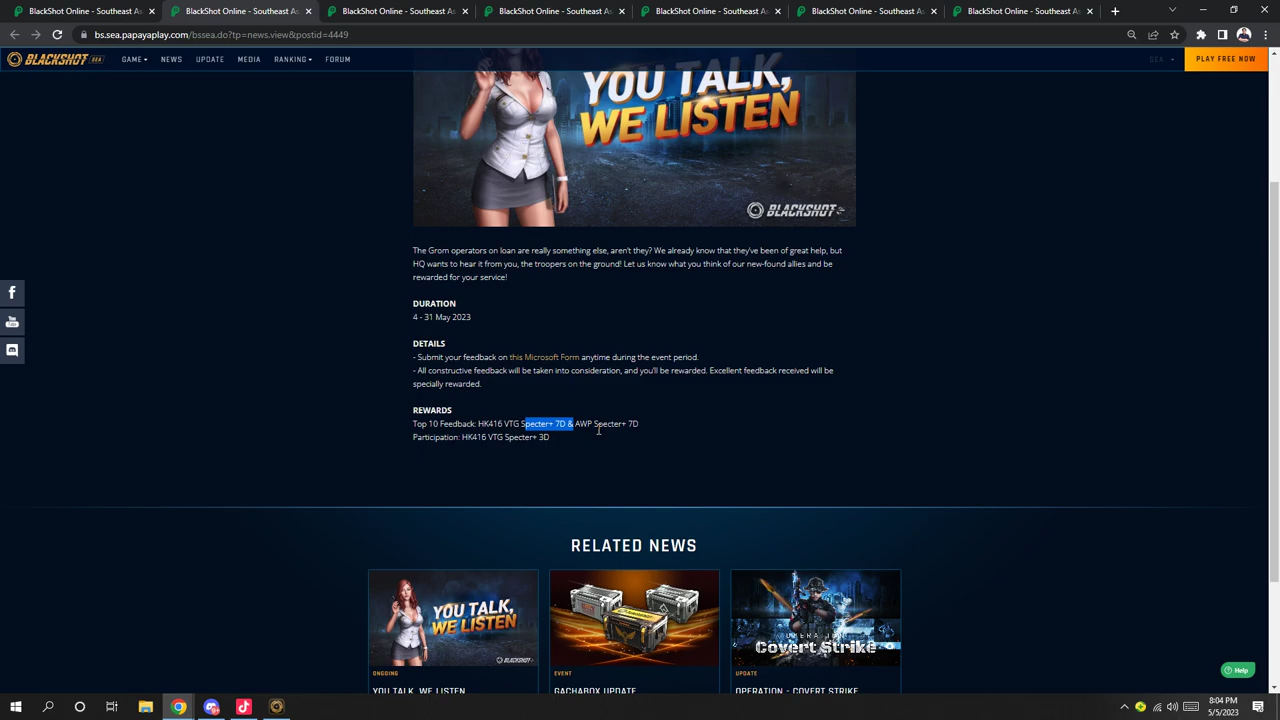 BlackShot SEA - Southeast As
BlackShot SEA - Southeast As
BlackShot SEA - Southeast As
BlackShot SEA - Southeast As
BlackShot SEA - Southeast As
BlackShot SEA - Southeast As
bs.sea.papayaplay.com/bssea.do?tp=news.view&postid=4449
BLACKSHOT SEA
GAME
NEWS
UPDATE
MEDIA
RANKING
FORUM
SEA
PLAY FREE NOW
YOU TALK,
WE LISTEN
BLACKSHOT
The Grom operators on loan are really something else, aren't they? We already know that they've been of great help, but
HQ wants to hear it from you, the troopers on the ground! Let us know what you think of our new-found allies and be
rewarded for your service!
DURATION
4 - 31 May 2023
DETAILS
- Submit your feedback on this Microsoft Form anytime during the event period.
- All constructive feedback will be taken into consideration, and you'll be rewarded. Excellent feedback received will be
specially rewarded.
REWARDS
Top 10 Feedback: HK416 VTG Specter+ 7D & AWP Specter+ 7D
Participation: HK416 VTG Specter+ 3D
RELATED NEWS
YOU TALK,
WE LISTEN
BLACKSHOT
OPERATION
Covert Strike
ONGOING
EVENT
UPDATE
YOU TALK, WE LISTEN
GACHABOX UPDATE
OPERATION - COVERT STRIKE
Help
8:04 PM
5/5/2023